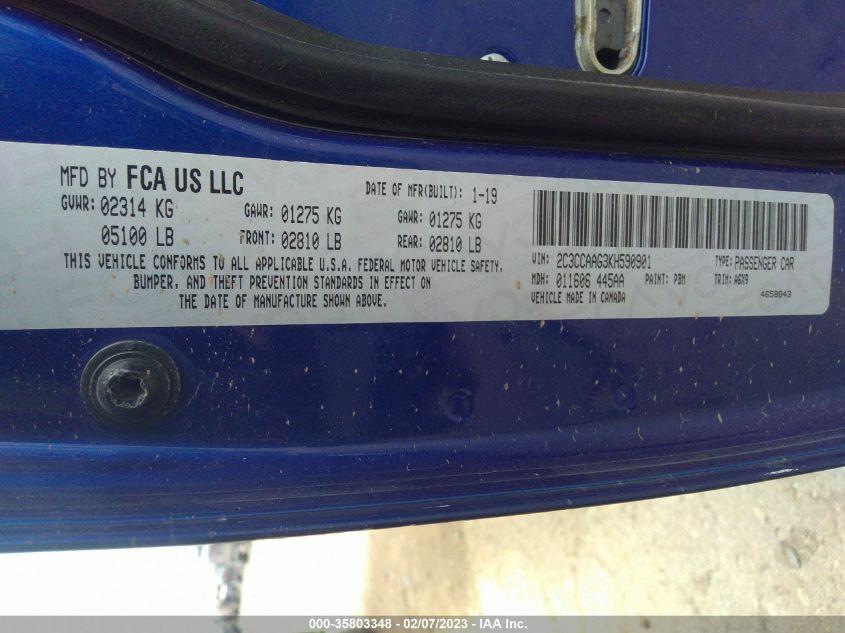 MFD BY FCA US LLC
DATE OF MFR(BUILT): 1-19
GVWR: 02314 KG
GAWR: 01275 KG
GAWR: 01275 KG
05100 LB
FRONT: 02810 LB
REAR: 02810 LB
THIS VEHICLE CONFORMS TO ALL APPLICABLE U.S.A. FEDERAL MOTOR VEHICLE SAFETY,
BUMPER, AND THEFT PREVENTION STANDARDS IN EFFECT ON
THE DATE OF MANUFACTURE SHOWN ABOVE.
VIN: 2C3CCAAG3KH590901
TYPE: PASSENGER CAR
MDH: 011606 445AA
PAINT: PBM
TRIM: A6X9
VEHICLE MADE IN CANADA
4658843
000-35803348 - 02/07/2023 - IAA Inc.